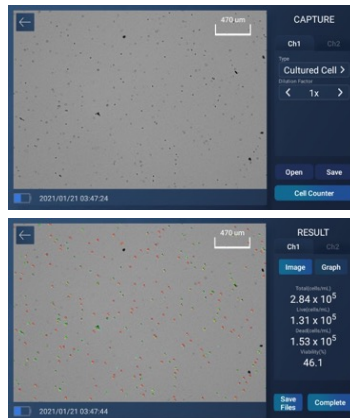 470 um
CAPTURE
Ch1 Ch2
Type
Cultured Cell >
Dilution Factor
< 1x >
Open Save
Cell Counter
2021/01/21 03:47:24
470 um
RESULT
Ch1 Ch2
Image Graph
Total(cells/mL)
2.84 x 10⁵
Live(cells/mL)
1.31 x 10⁵
Dead(cells/mL)
1.53 x 10⁵
Viability(%)
46.1
Save
Files
Complete
2021/01/21 03:47:44